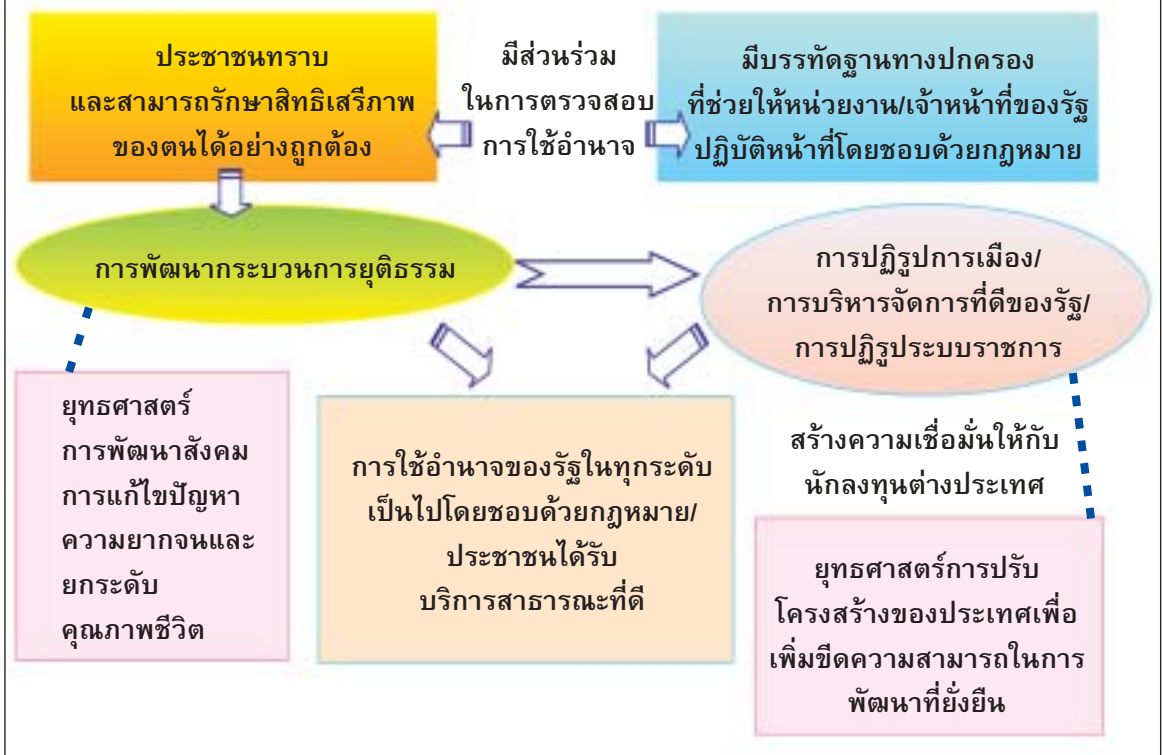 ประชาชนทราบ
และสามารถรักษาสิทธิเสรีภาพ
ของตนได้อย่างถูกต้อง
มีส่วนร่วม
ในการตรวจสอบ
การใช้อำนาจ
มีบรรทัดฐานทางปกครอง
ที่ช่วยให้หน่วยงาน/เจ้าหน้าที่ของรัฐ
ปฏิบัติหน้าที่โดยชอบด้วยกฎหมาย
การพัฒนากระบวนการยุติธรรม
การปฏิรูปการเมือง/
การบริหารจัดการที่ดีของรัฐ/
การปฏิรูประบบราชการ
ยุทธศาสตร์
การพัฒนาสังคม
การแก้ไขปัญหา
ความยากจนและ
ยกระดับ
คุณภาพชีวิต
การใช้อำนาจของรัฐในทุกระดับ
เป็นไปโดยชอบด้วยกฎหมาย/
ประชาชนได้รับ
บริการสาธารณะที่ดี
สร้างความเชื่อมั่นให้กับ
นักลงทุนต่างประเทศ
ยุทธศาสตร์การปรับ
โครงสร้างของประเทศเพื่อ
เพิ่มขีดความสามารถในการ
พัฒนาที่ยั่งยืน